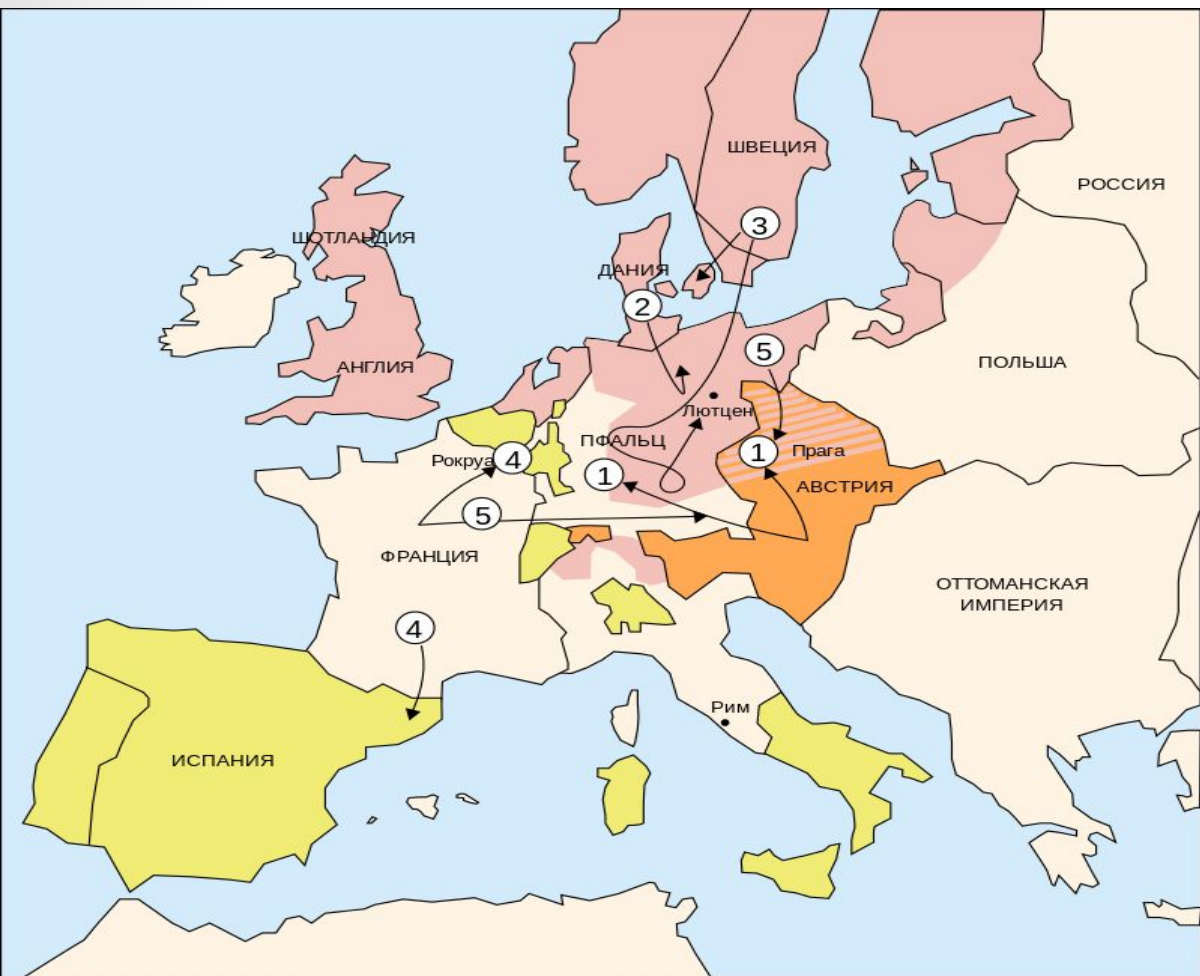 ШВЕЦИЯ
РОССИЯ
3
ШОТЛАНДИЯ
ДАНИЯ
2
5
ПОЛЬША
АНГЛИЯ
Лютцен
ПФАЛЬЦ
Рокруа
4
1
1
Прага
АВСТРИЯ
5
ФРАНЦИЯ
ОТТОМАНСКАЯ
ИМПЕРИЯ
4
Рим
ИСПАНИЯ